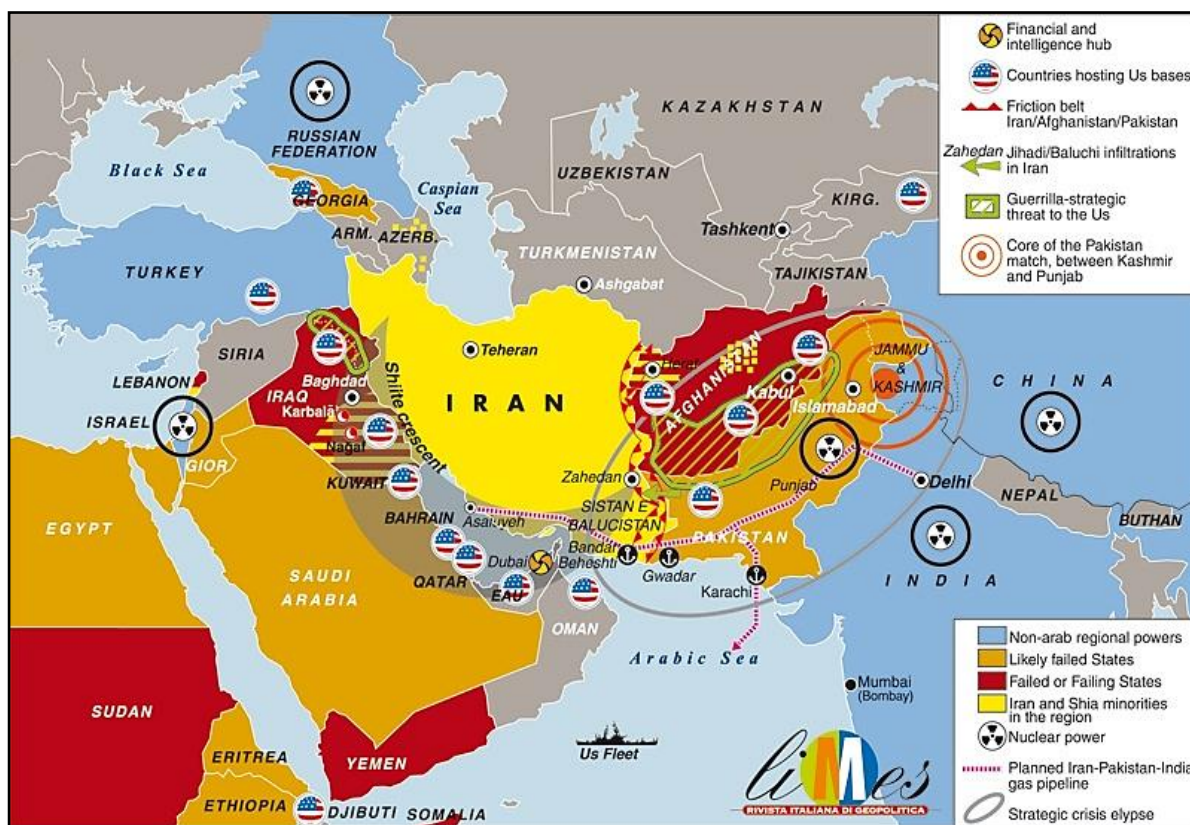 Financial and
intelligence hub
Countries hosting Us bases
Friction belt
Iran/Afghanistan/Pakistan
Zahedan
Jihadi/Baluchi infiltrations
in Iran
Guerrilla-strategic
threat to the Us
Core of the Pakistan
match, between Kashmir
and Punjab
KAZAKHSTAN
RUSSIAN
FEDERATION
Black Sea
Caspian
Sea
UZBEKISTAN
GEORGIA
KIRG.
ARM.
AZERB.
Tashkent
TURKMENISTAN
TURKEY
TAJIKISTAN
Ashgabat
SYRIA
Teheran
Herat
AFGHANISTAN
Kabul
JAMMU
&
KASHMIR
CHINA
LEBANON
Baghdad
IRAQ
Karbala
Shiite crescent
IRAN
Islamabad
ISRAEL
Nagaf
GIOR
Zahedan
Punjab
Delhi
NEPAL
KUWAIT
SISTAN E
BALUCISTAN
BUTHAN
EGYPT
BAHRAIN
Asaluyeh
PAKISTAN
Dubai
Bandar
Beheshti
Gwadar
Karachi
INDIA
SAUDI
ARABIA
QATAR
EAU
OMAN
Arabic Sea
Mumbai
(Bombay)
SUDAN
Us Fleet
ERITREA
YEMEN
ETHIOPIA
DJIBUTI
SOMALIA
liMes
RIVISTA ITALIANA DI GEOPOLITICA
Non-arab regional powers
Likely failed States
Failed or Failing States
Iran and Shia minorities
in the region
Nuclear power
Planned Iran-Pakistan-India
gas pipeline
Strategic crisis elypse